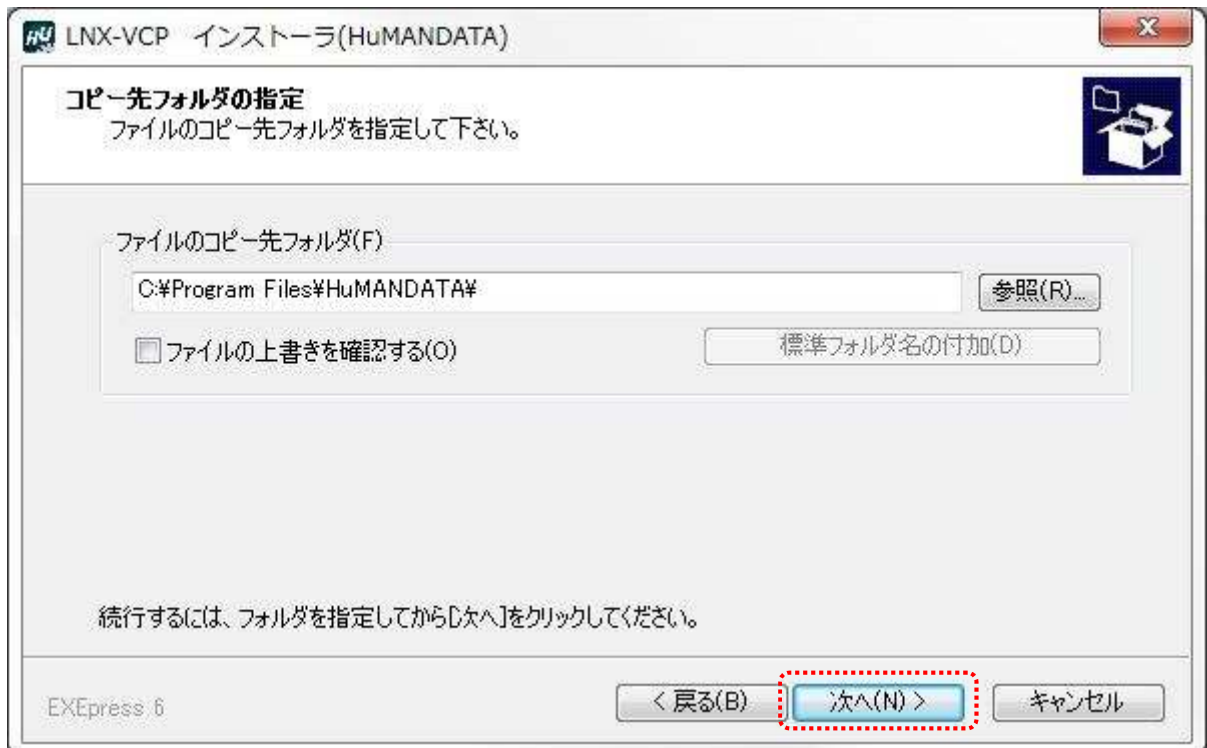 LNX-VCP インストーラ(HuMANDATA)
コピー先フォルダの指定
ファイルのコピー先フォルダを指定して下さい。
ファイルのコピー先フォルダ(F)
C:¥Program Files¥HuMANDATA¥
参照(R)...
ファイルの上書きを確認する(O)
標準フォルダ名の付加(D)
続行するには、フォルダを指定してから[次へ]をクリックしてください。
EXEpress 6
< 戻る(B)
次へ(N) >
キャンセル